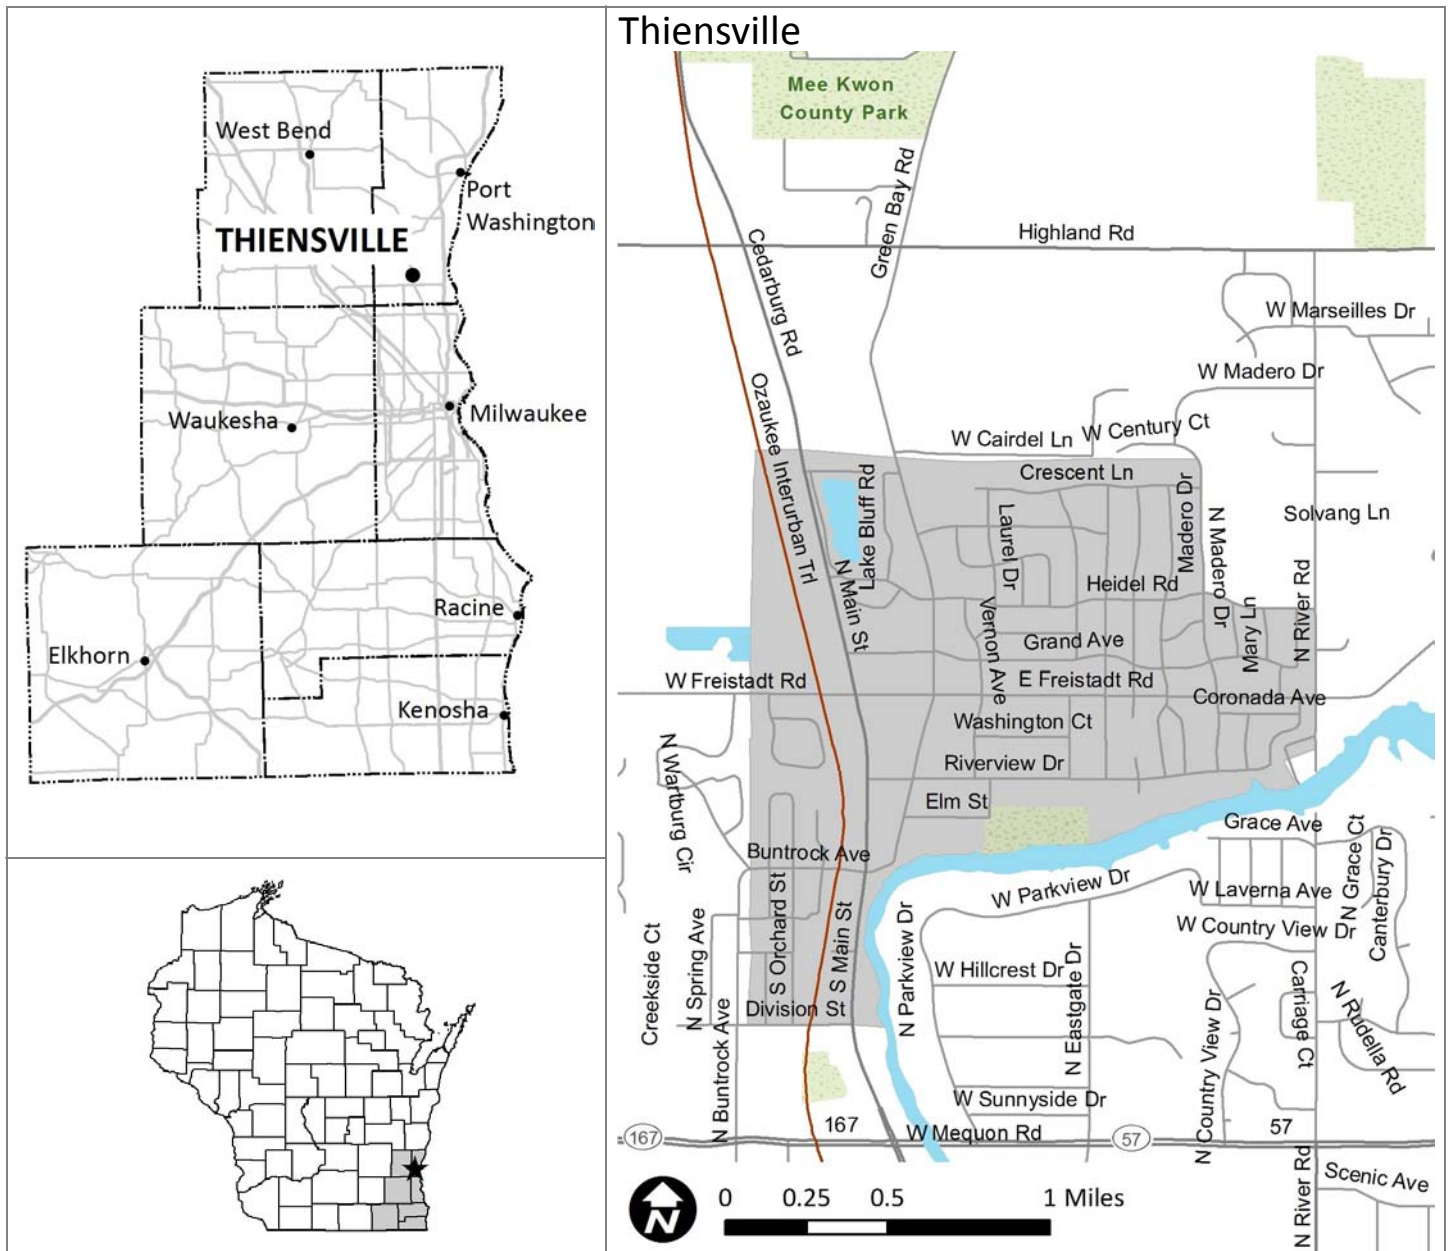 West Bend
Port
Washington
THIENSVILLE
Waukesha
Milwaukee
Racine
Elkhorn
Kenosha
Thiensville
Mee Kwon
County Park
Green Bay Rd
Highland Rd
Cedarburg Rd
W Marseilles Dr
W Madero Dr
Ozaukee Interurban Trl
W Cairdel Ln
W Century Ct
Crescent Ln
Lake Bluff Rd
Laurel Dr
Madero Dr
N Madero Dr
Solvang Ln
N Main St
Heidel Rd
Vernon Ave
Grand Ave
Mary Ln
N River Rd
W Freistadt Rd
E Freistadt Rd
Coronada Ave
Washington Ct
N Wartburg Cir
Riverview Dr
Elm St
Grace Ave
Buntrock Ave
N Grace Ct
Canterbury Dr
W Parkview Dr
W Laverna Ave
S Orchard St
S Main St
N Parkview Dr
W Country View Dr
Creekside Ct
N Spring Ave
W Hillcrest Dr
N Eastgate Dr
Carriage Ct
N Rudella Rd
Division St
N Buntrock Ave
N Country View Dr
W Sunnyside Dr
167
167
W Mequon Rd
57
57
N River Rd
Scenic Ave
N
0 0.25 0.5 1 Miles